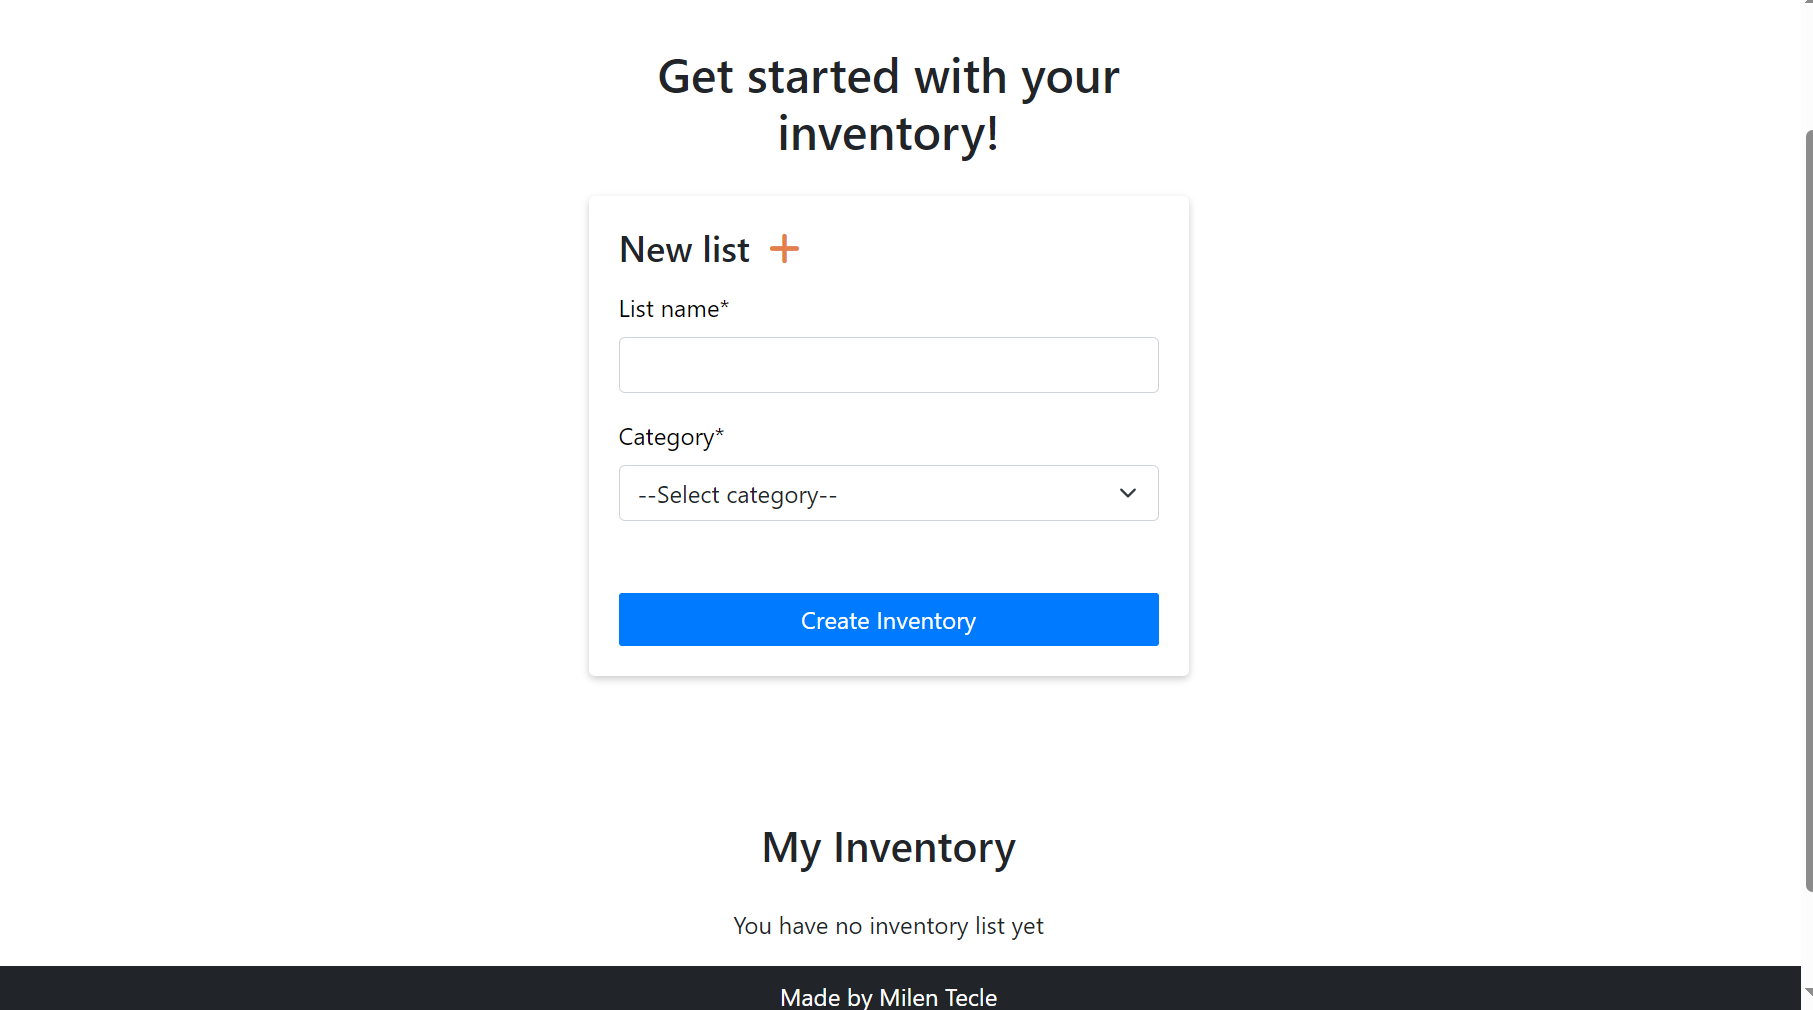 Get started with your
inventory!
New list
List name*
Category*
--Select category--
Create Inventory
My Inventory
You have no inventory list yet
Made by Milen Tecle